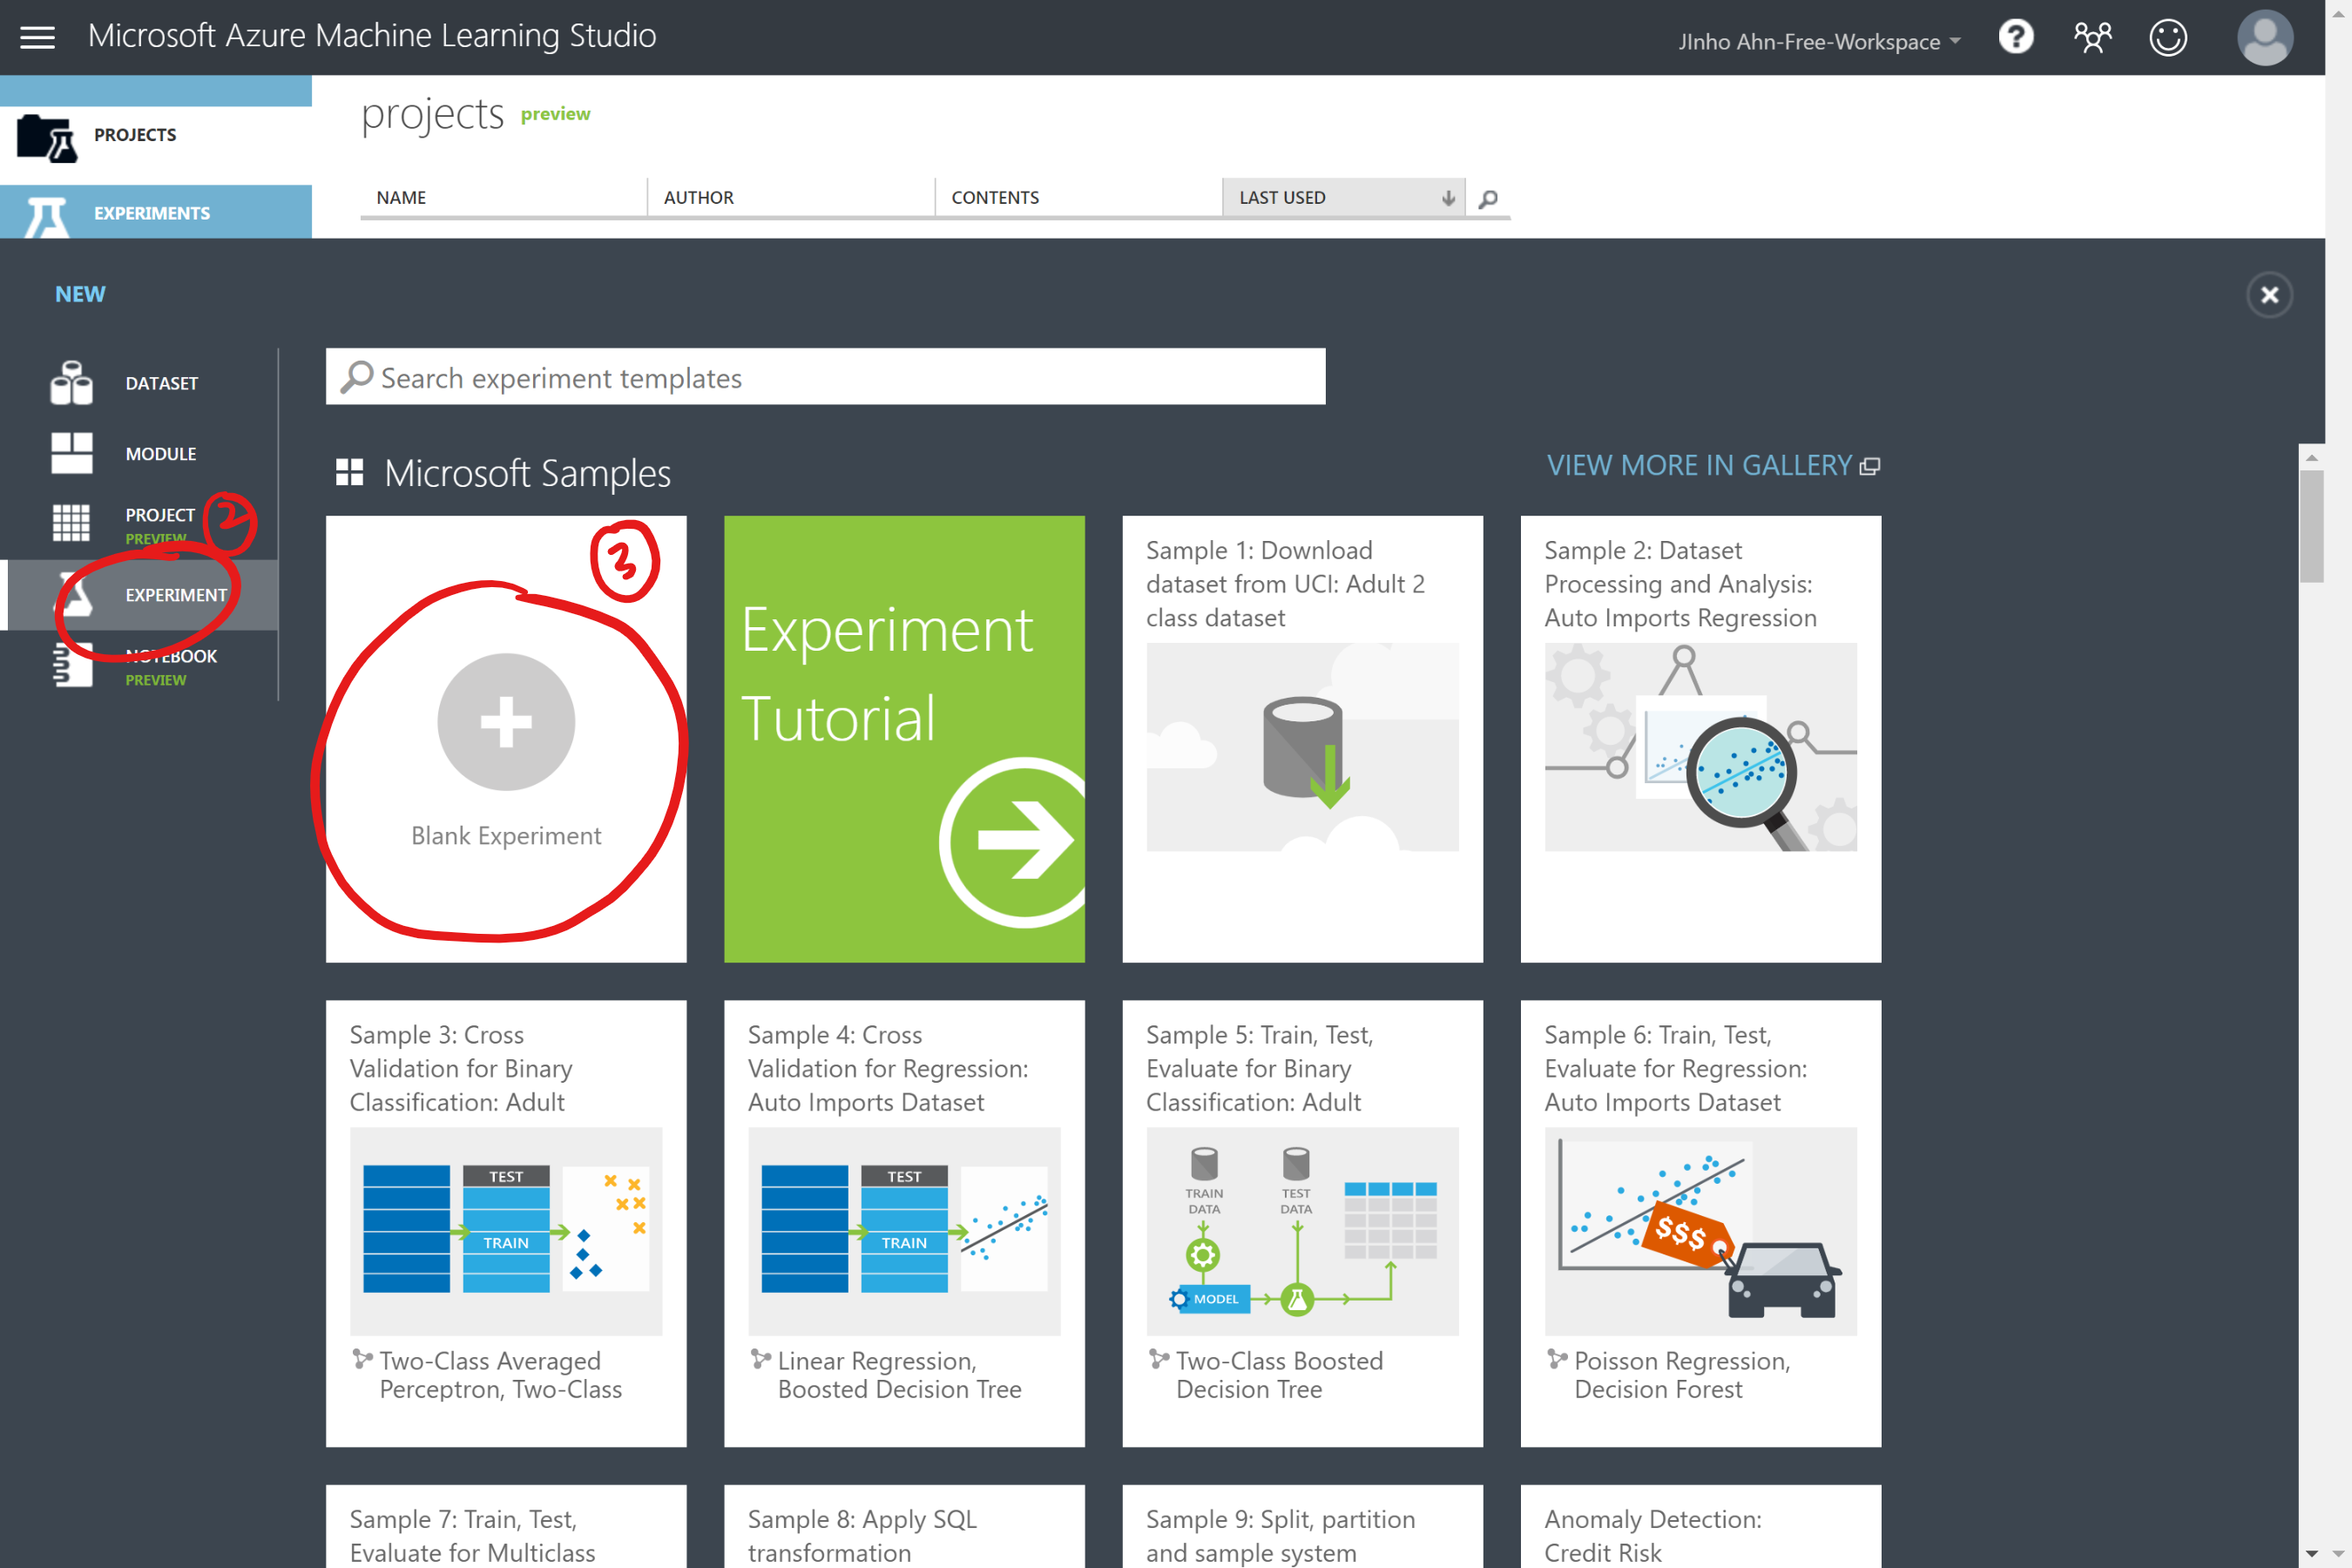 Microsoft Azure Machine Learning Studio
JInho Ahn-Free-Workspace
?
PROJECTS
EXPERIMENTS
projects preview
NAME AUTHOR CONTENTS LAST USED
NEW
DATASET
MODULE
PROJECT
PREVIEW
2
EXPERIMENT
NOTEBOOK
PREVIEW
Search experiment templates
Microsoft Samples
VIEW MORE IN GALLERY
3
Blank Experiment
Experiment
Tutorial
Sample 1: Download
dataset from UCI: Adult 2
class dataset
Sample 2: Dataset
Processing and Analysis:
Auto Imports Regression
Sample 3: Cross
Validation for Binary
Classification: Adult
TEST
TRAIN
Two-Class Averaged
Perceptron, Two-Class
Sample 4: Cross
Validation for Regression:
Auto Imports Dataset
TEST
TRAIN
Linear Regression,
Boosted Decision Tree
Sample 5: Train, Test,
Evaluate for Binary
Classification: Adult
TRAIN
DATA
TEST
DATA
MODEL
Two-Class Boosted
Decision Tree
Sample 6: Train, Test,
Evaluate for Regression:
Auto Imports Dataset
$$$
Poisson Regression,
Decision Forest
Sample 7: Train, Test,
Evaluate for Multiclass
Sample 8: Apply SQL
transformation
Sample 9: Split, partition
and sample system
Anomaly Detection:
Credit Risk